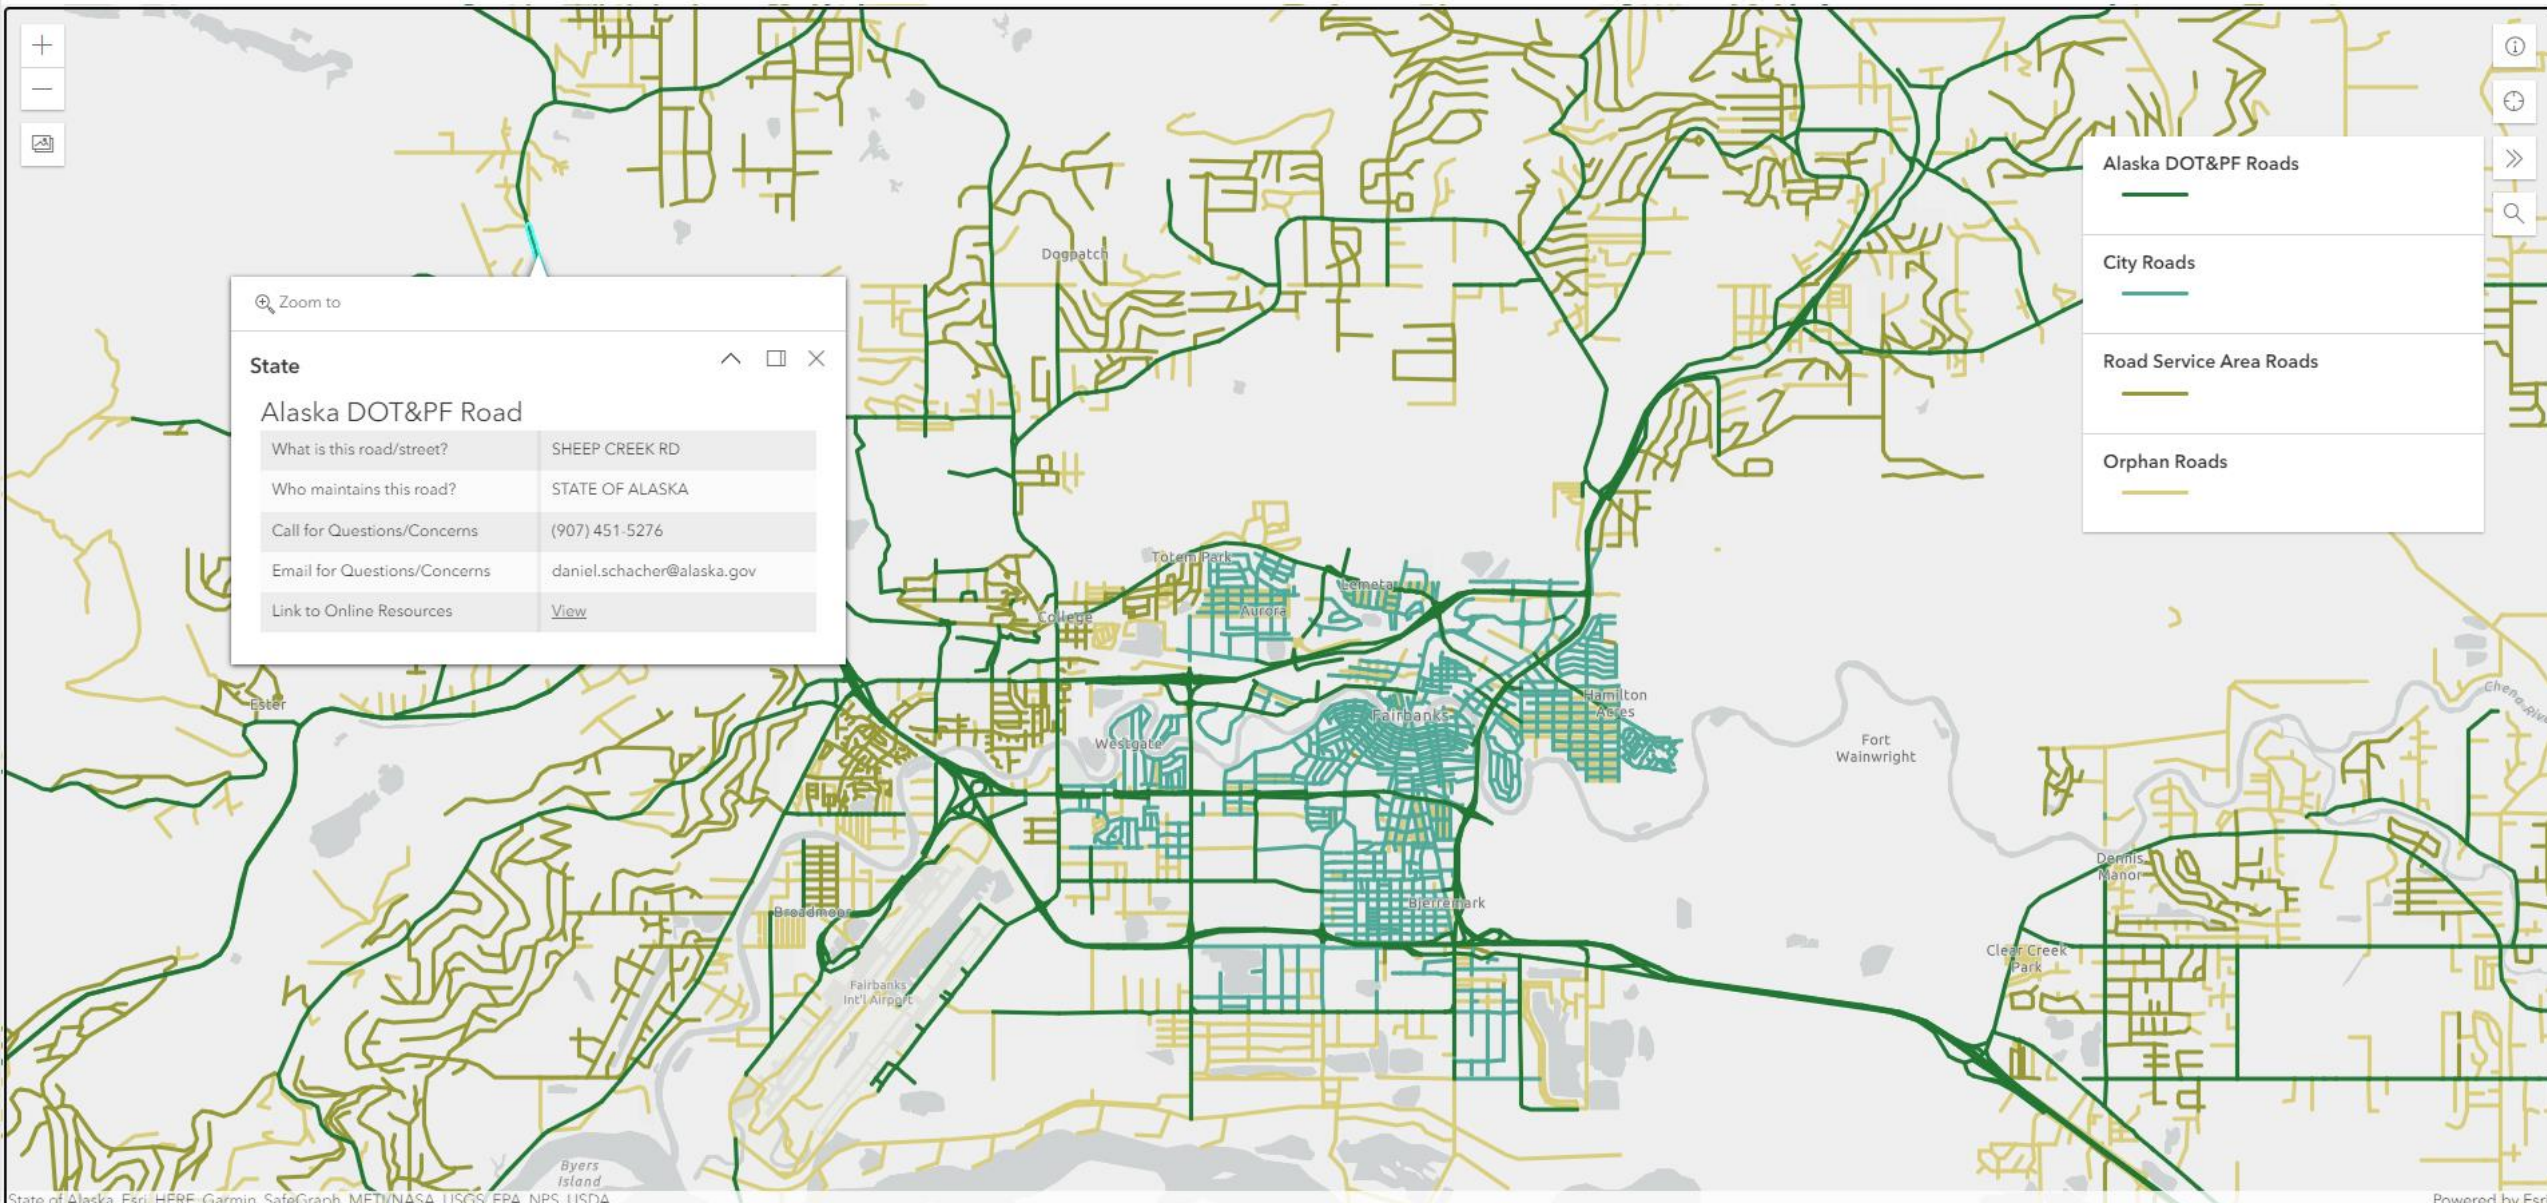 Zoom to
State
Alaska DOT&PF Road
What is this road/street? SHEEP CREEK RD
Who maintains this road? STATE OF ALASKA
Call for Questions/Concerns (907) 451-5276
Email for Questions/Concerns daniel.schacher@alaska.gov
Link to Online Resources View
Alaska DOT&PF Roads
City Roads
Road Service Area Roads
Orphan Roads
Dogpatch
Totem Park
Lemeta
Aurora
College
Ester
Hamilton
Acres
Fairbanks
Westgate
Fort
Wainwright
Chena
Dennis
Manor
Bjerremark
Broadmoor
Clear Creek
Park
Fairbanks
Int'l Airport
Byers
Island
State of Alaska, Esri, HERE, Garmin, SafeGraph, METI/NASA, USGS, EPA, NPS, USDA
Powered by Esri